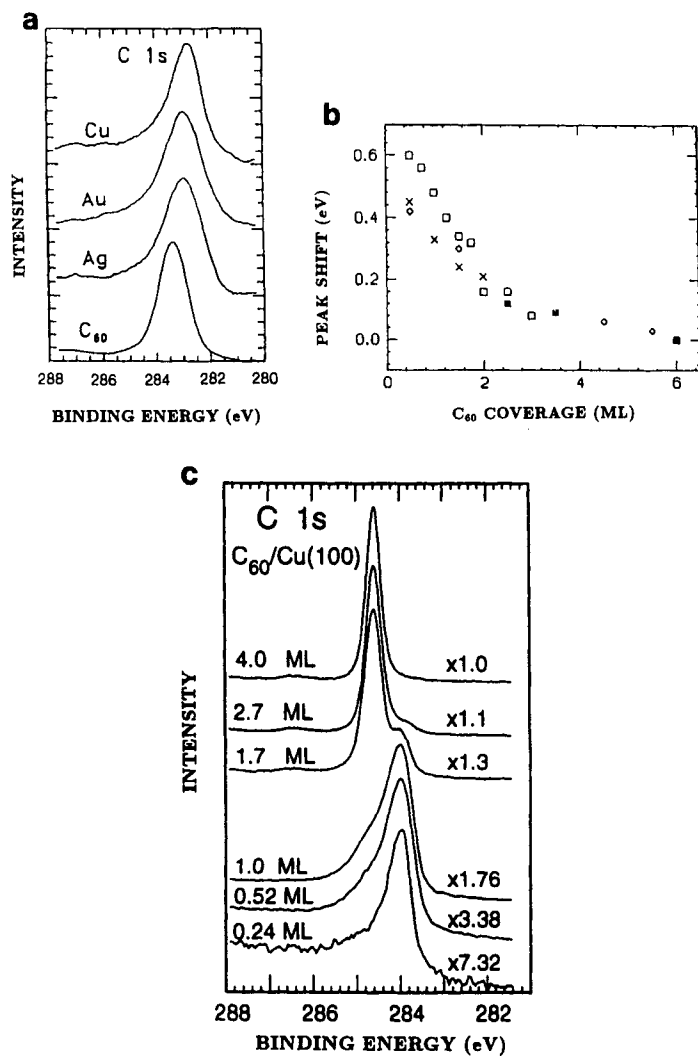 a
C 1s
Cu
Au
Ag
C₆₀
INTENSITY
288 286 284 282 280
BINDING ENERGY (eV)
b
PEAK SHIFT (eV)
0.6
0.4
0.2
0.0
0 2 4 6
C₆₀ COVERAGE (ML)
c
C 1s
C₆₀/Cu(100)
4.0 ML x1.0
2.7 ML x1.1
1.7 ML x1.3
1.0 ML x1.76
0.52 ML x3.38
0.24 ML x7.32
INTENSITY
288 286 284 282
BINDING ENERGY (eV)